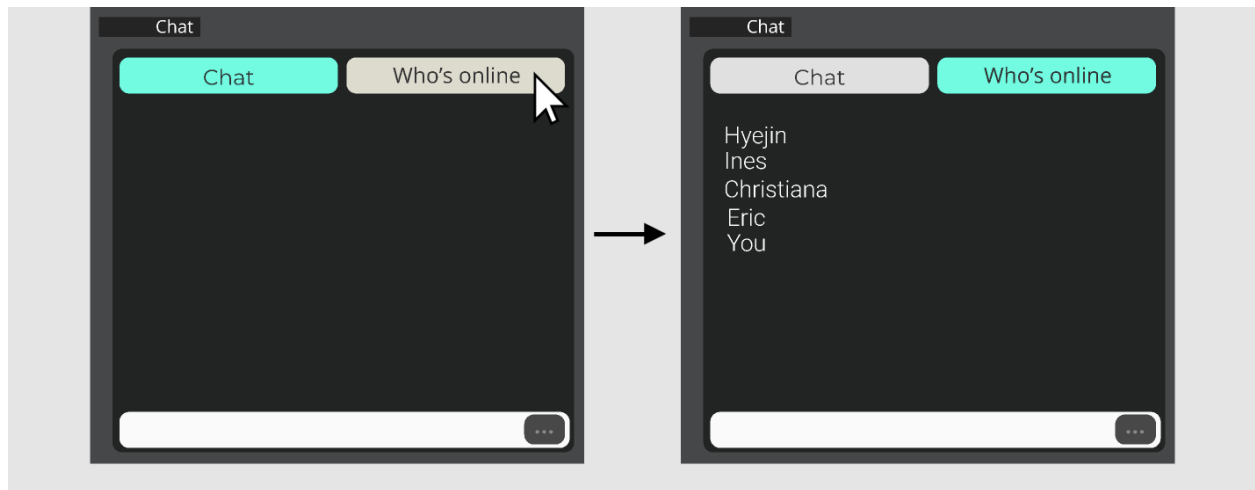 Chat
Chat Who's online
...
Chat
Chat Who's online
Hyejin
Ines
Christiana
Eric
You
...